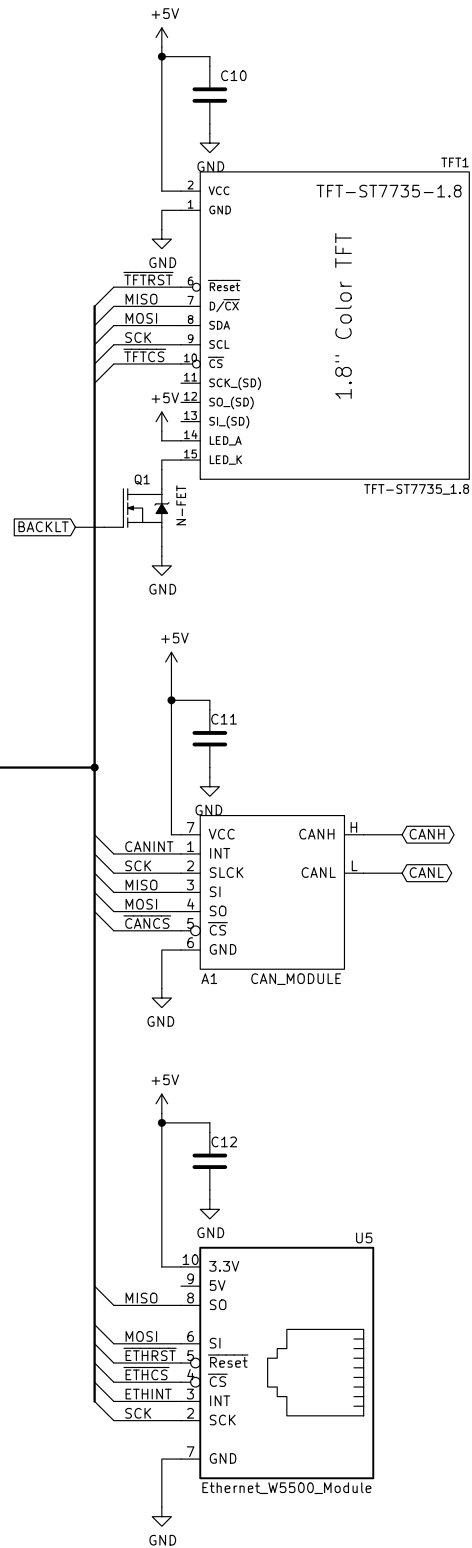 +5V
C10
GND
TFT1
2 VCC
TFT-ST7735-1.8
1 GND
GND
1.8" Color TFT
TFTRST 6 Reset
MISO 7 D/CX
MOSI 8 SDA
SCK 9 SCL
TFTCS 10 CS
11 SCK_(SD)
+5V 12 SO_(SD)
13 SI_(SD)
14 LED_A
15 LED_K
TFT-ST7735_1.8
Q1
N-FET
BACKLT
GND
+5V
C11
GND
7 VCC CANH H CANH
CANINT 1 INT
SCK 2 SLCK CANL L CANL
MISO 3 SI
MOSI 4 SO
CANCS 5 CS
6 GND
A1 CAN_MODULE
GND
+5V
C12
GND
U5
10 3.3V
9 5V
MISO 8 SO
MOSI 6 SI
ETHRST 5 Reset
ETHCS 4 CS
ETHINT 3 INT
SCK 2 SCK
7 GND
Ethernet_W5500_Module
GND